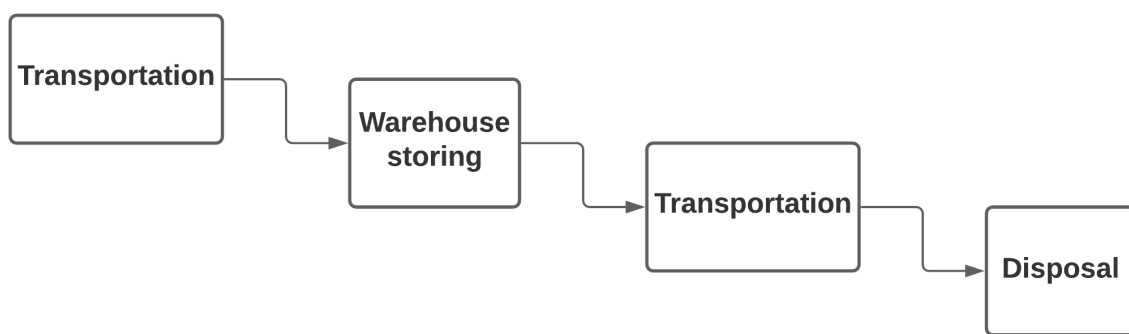 Transportation
Warehouse
storing
Transportation
Disposal